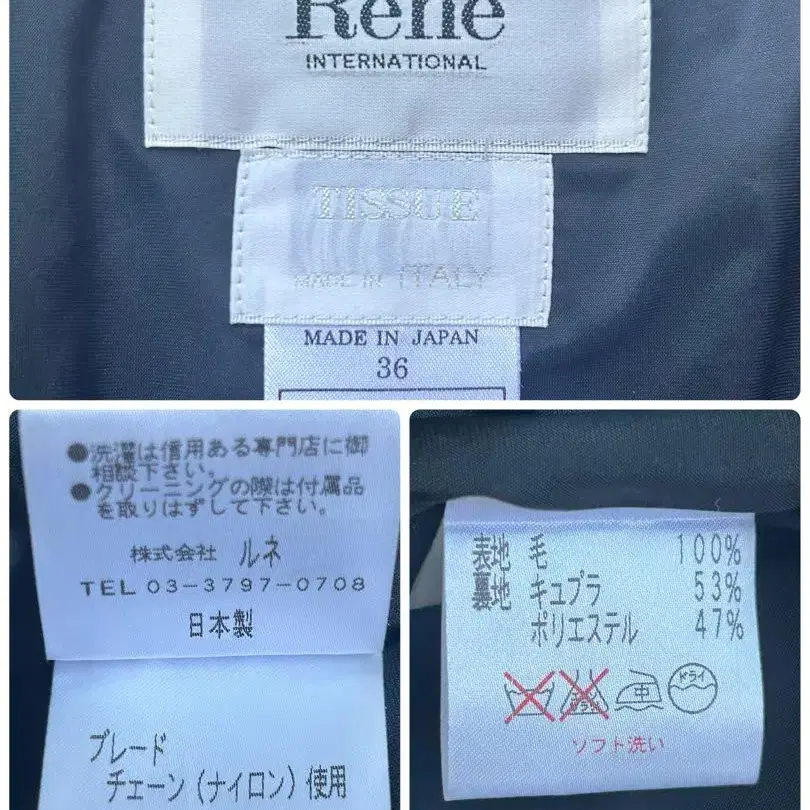 René
INTERNATIONAL
TISSUE
MADE IN ITALY
MADE IN JAPAN
36
●洗濯は信用ある専門店に御
相談下さい。
●クリーニングの際は付属品
を取りはずして下さい。
株式会社 ルネ
TEL 03-3797-0708
日本製
ブレード
チェーン(ナイロン)使用
表地 毛 100%
裏地 キュプラ 53%
ポリエステル 47%
中 ドライ
ソフト洗い